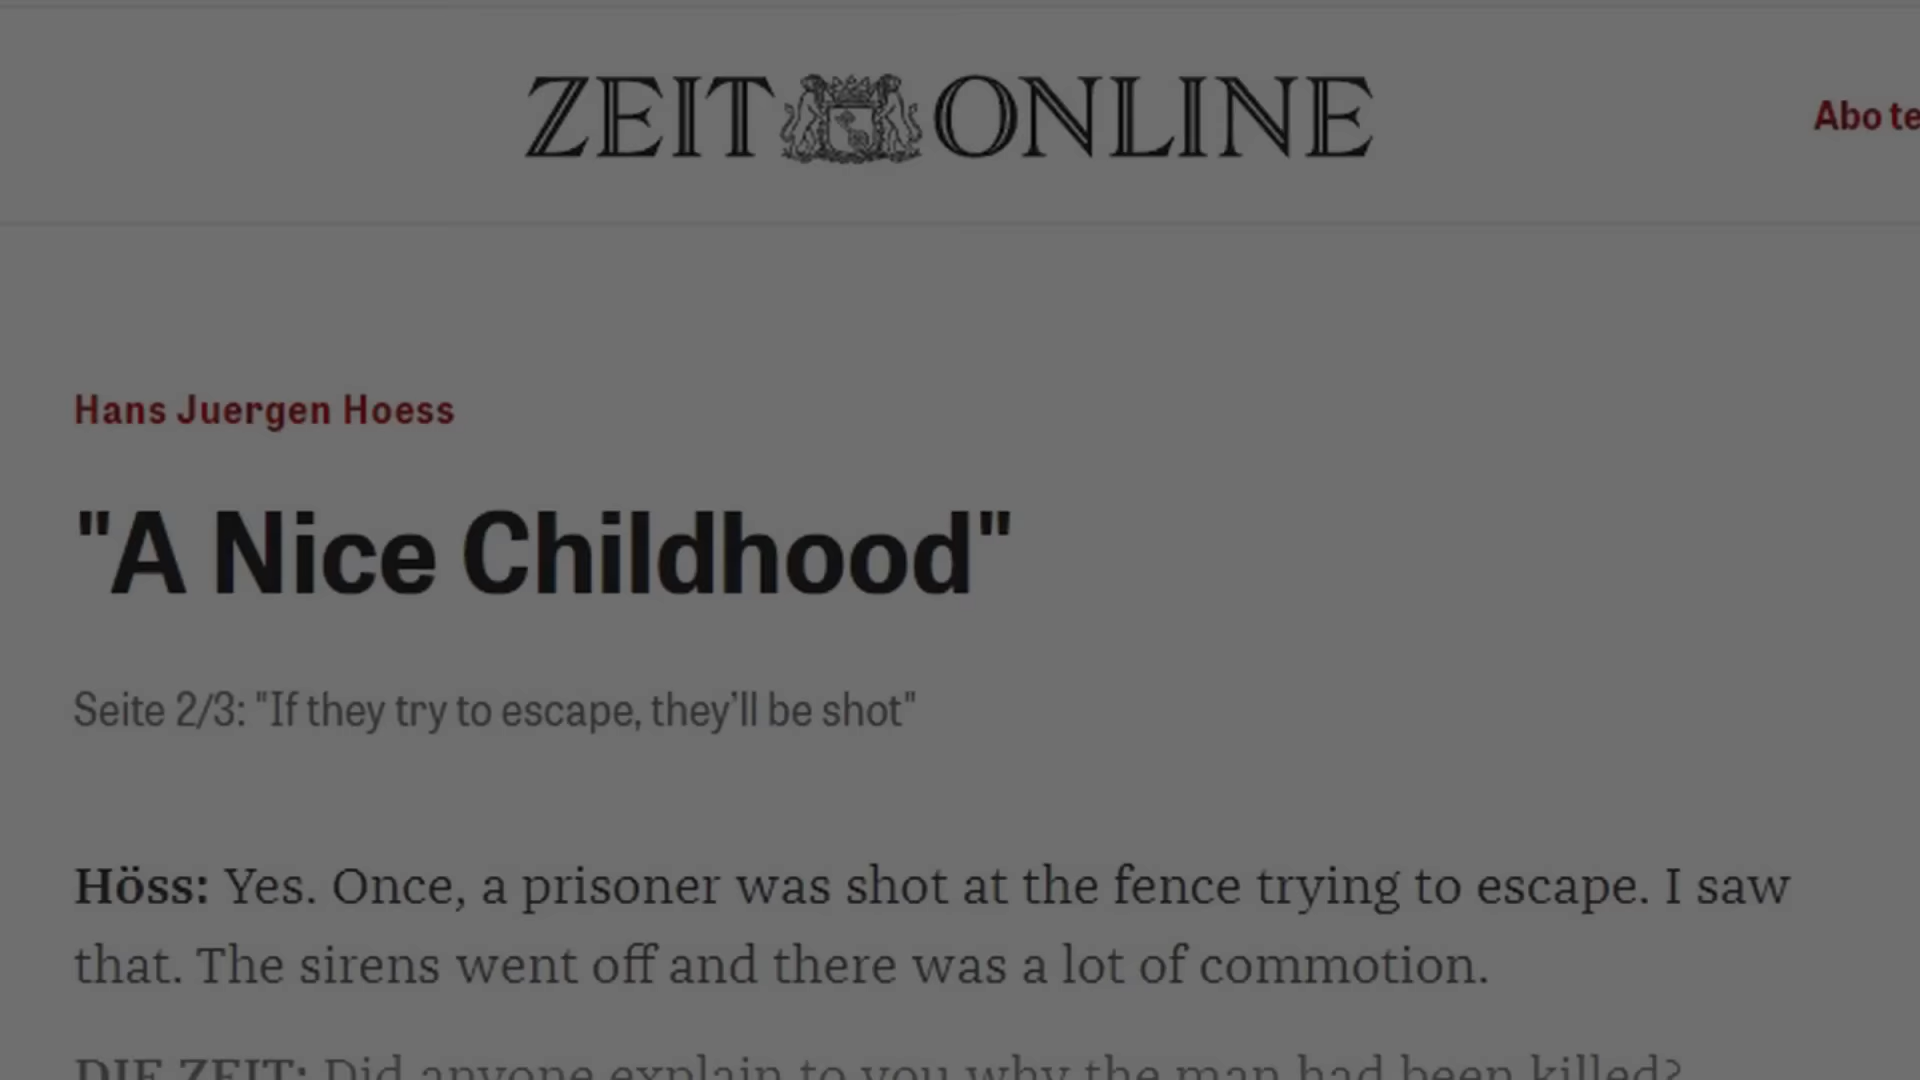 ZEIT ONLINE
Abo te
Hans Juergen Hoess
"A Nice Childhood"
Seite 2/3: "If they try to escape, they’ll be shot"
Höss: Yes. Once, a prisoner was shot at the fence trying to escape. I saw
that. The sirens went off and there was a lot of commotion.
DIE ZEIT: Did anyone explain to you why the man had been killed?